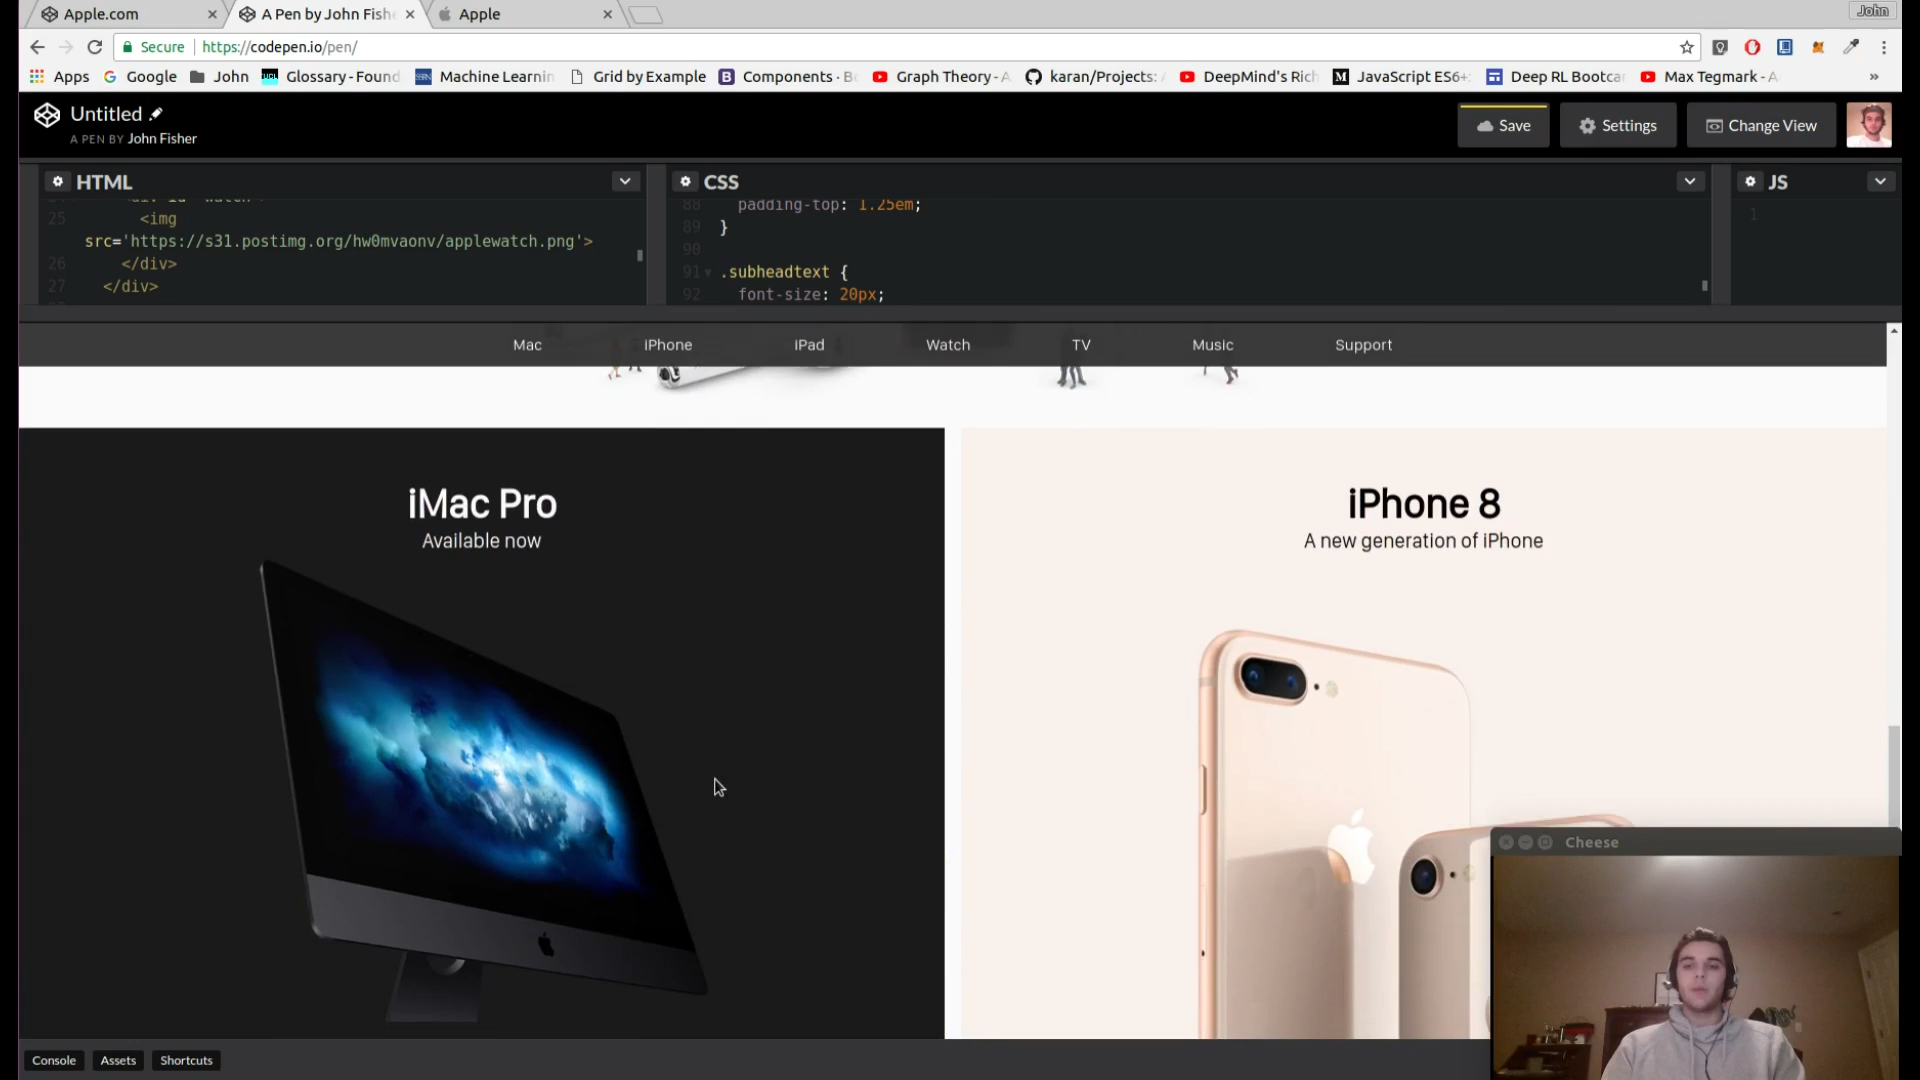 Apple.com
A Pen by John Fish
Apple
John
Secure
https://codepen.io/pen/
Apps
Google
John
Glossary - Found
Machine Learnin
Grid by Example
Components · B
Graph Theory - A
karan/Projects:
DeepMind's Rich
JavaScript ES6+:
Deep RL Bootca
Max Tegmark - A
»
Untitled
A PEN BY John Fisher
Save
Settings
Change View
HTML
CSS
JS
25 <img
src='https://s31.postimg.org/hw0mvaonv/applewatch.png'>
26 </div>
27 </div>
88 padding-top: 1.25em;
89 }
90
91 .subheadtext {
92 font-size: 20px;
1
Mac
iPhone
iPad
Watch
TV
Music
Support
iMac Pro
Available now
iPhone 8
A new generation of iPhone
Cheese
Console
Assets
Shortcuts